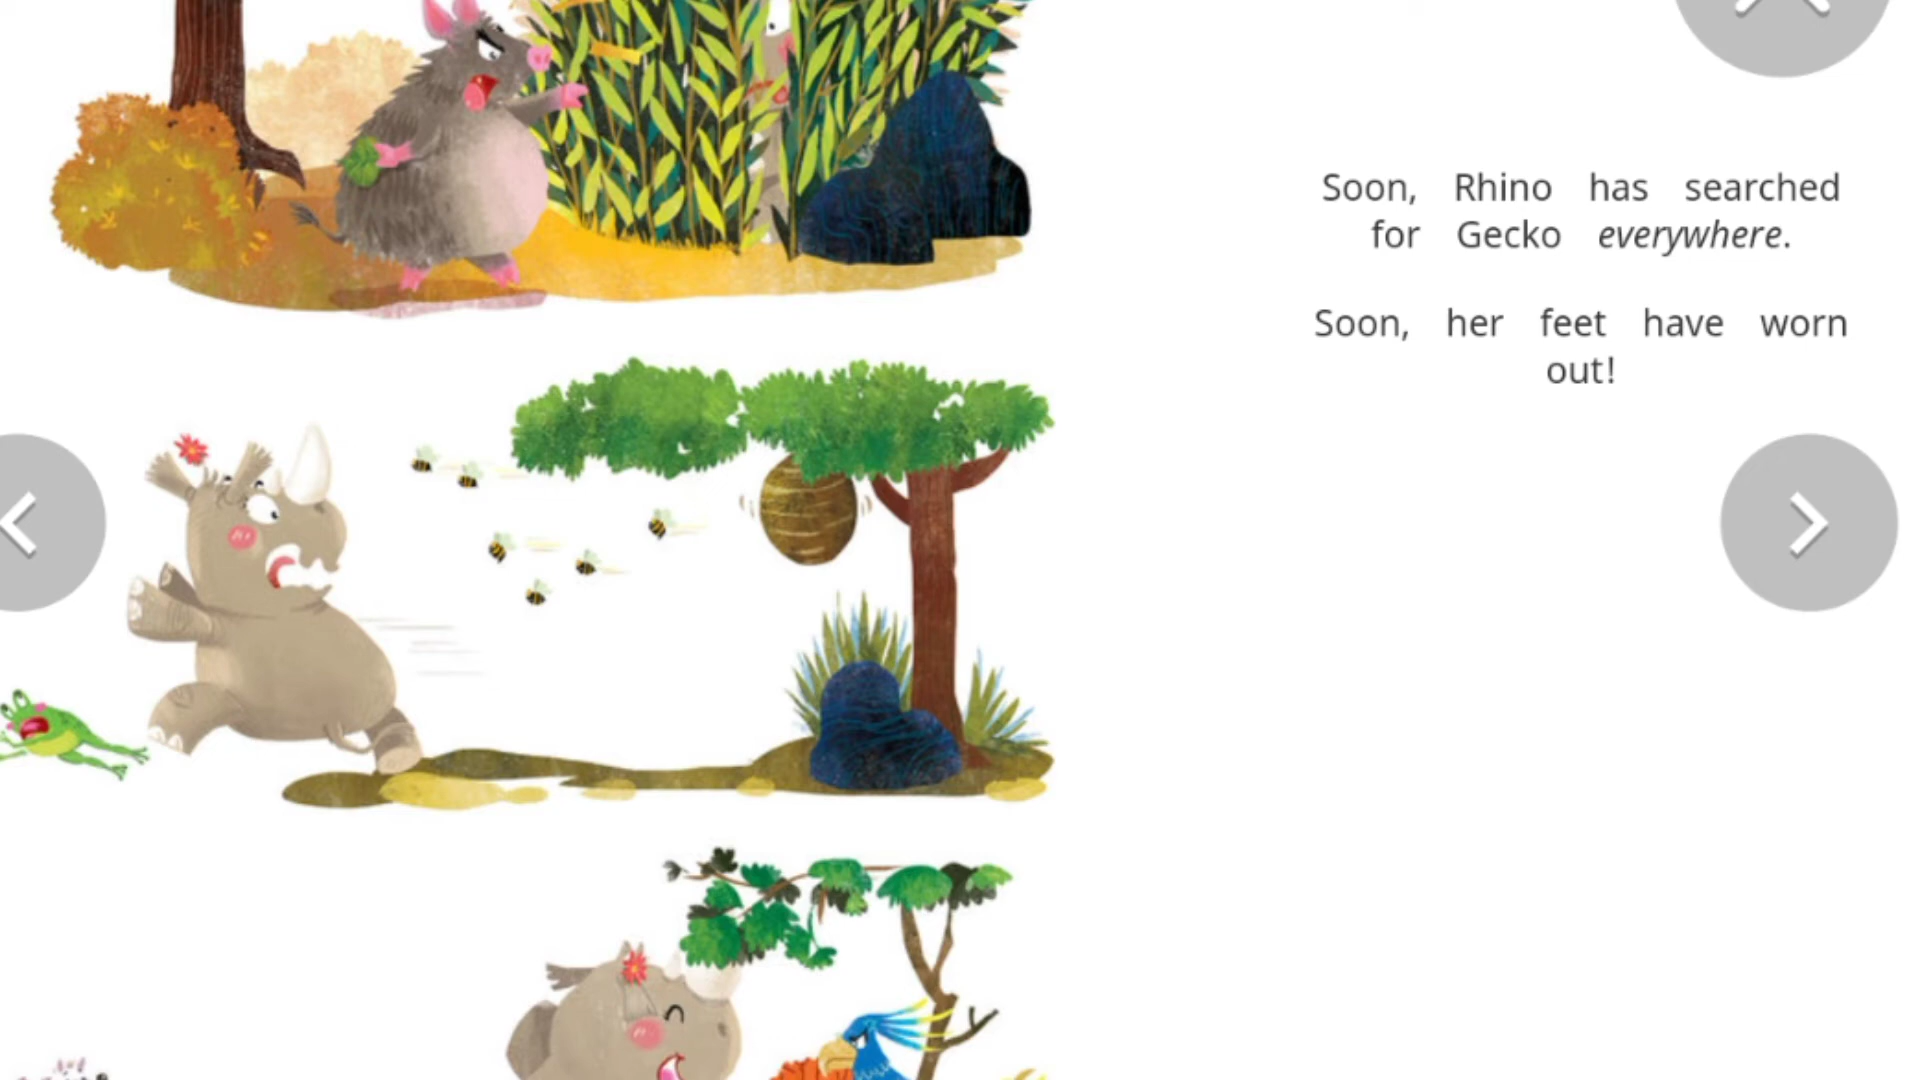 Soon, Rhino has searched
for Gecko everywhere.
Soon, her feet have worn
out!